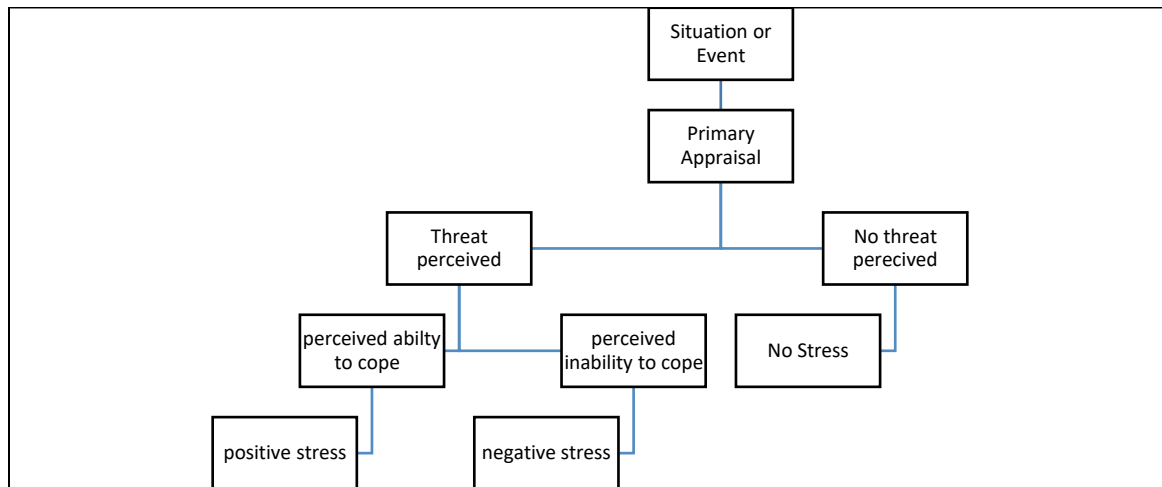 Situation or
Event
Primary
Appraisal
Threat
perceived
No threat
perecived
perceived abilty
to cope
perceived
inability to cope
No Stress
positive stress
negative stress